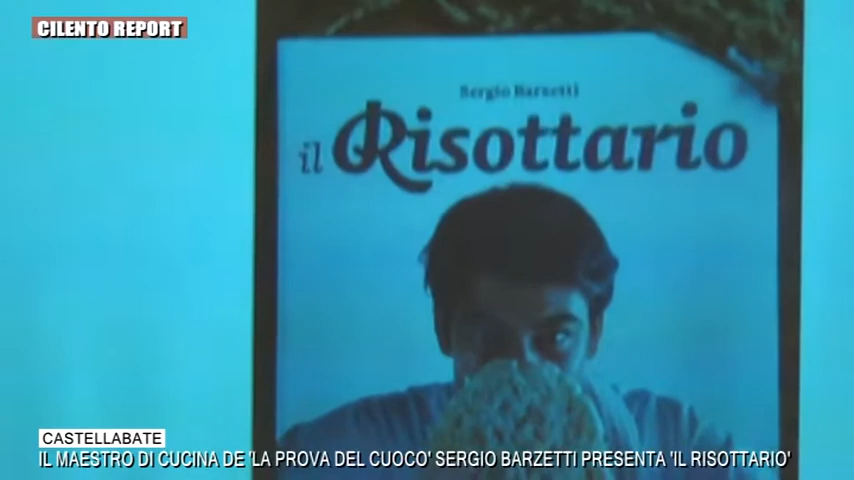 CILENTO REPORT
Sergio Barzetti
il Risottario
CASTELLABATE
IL MAESTRO DI CUCINA DE 'LA PROVA DEL CUOCO' SERGIO BARZETTI PRESENTA 'IL RISOTTARIO'